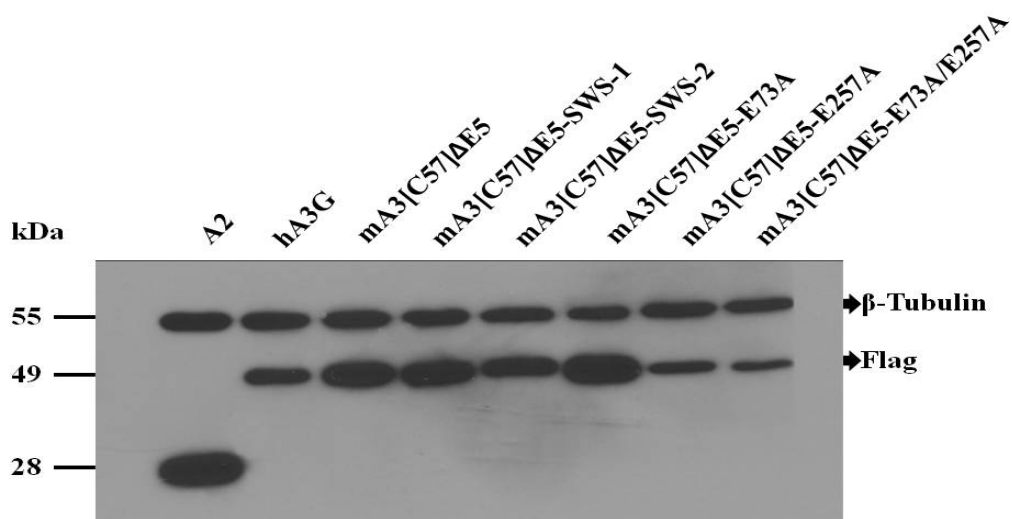 kDa
A2
hA3G
mA3[C57]ΔE5
mA3[C57]ΔE5-SWS-1
mA3[C57]ΔE5-SWS-2
mA3[C57]ΔE5-E73A
mA3[C57]ΔE5-E257A
mA3[C57]ΔE5-E73A/E257A
55
49
28
β-Tubulin
Flag